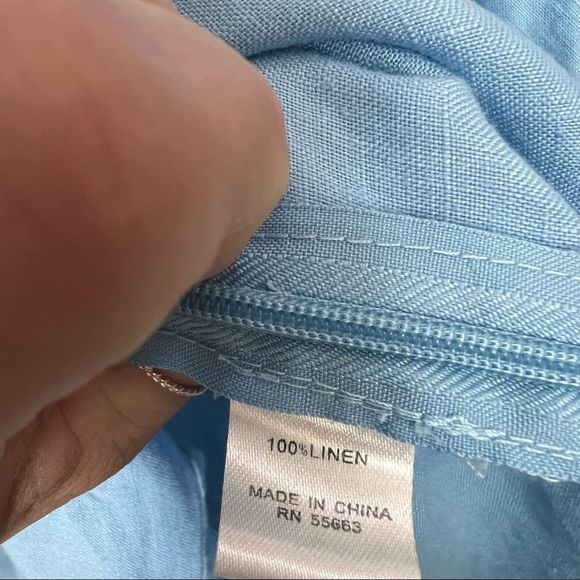 100% LINEN
MADE IN CHINA
RN 55663